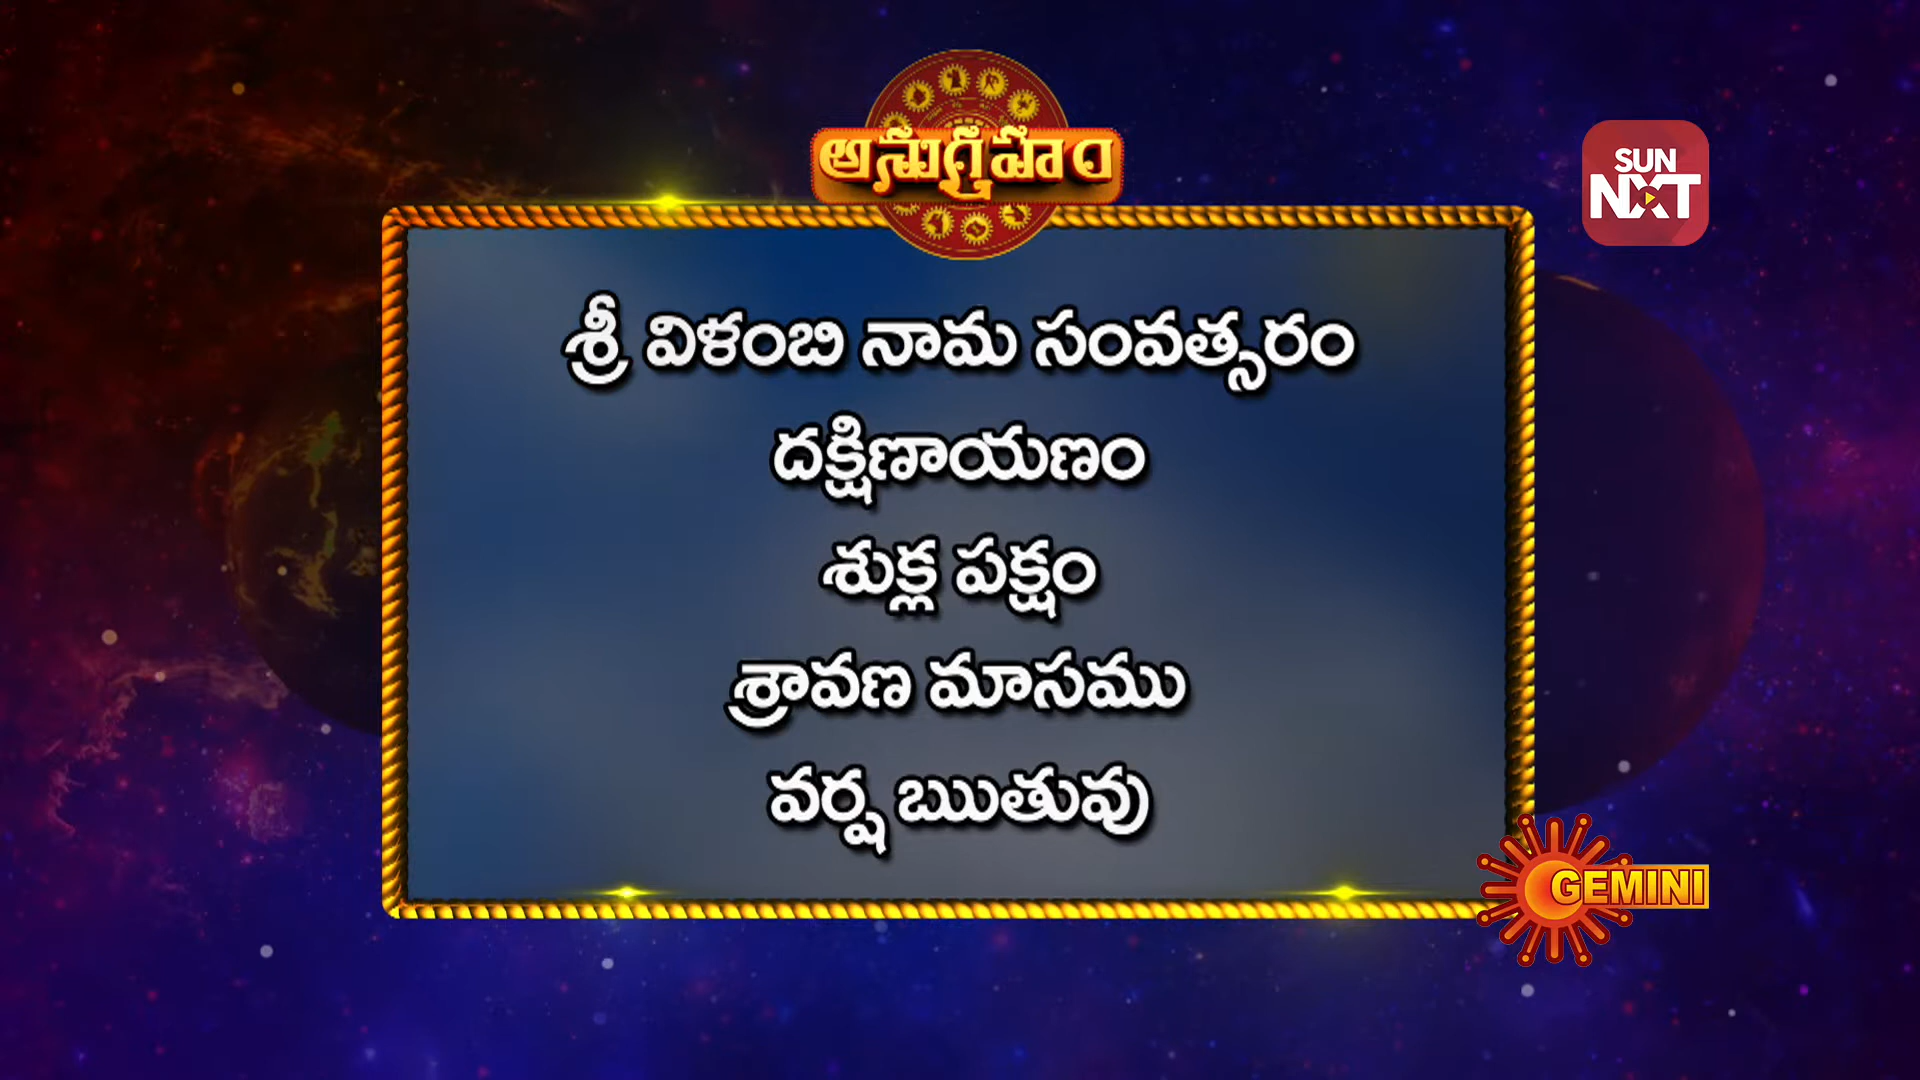 అనుగ్రహం
SUN
NXT
శ్రీ విళంబి నామ సంవత్సరం
దక్షిణాయణం
శుక్ల పక్షం
శ్రావణ మాసము
వర్ష ఋతువు
GEMINI